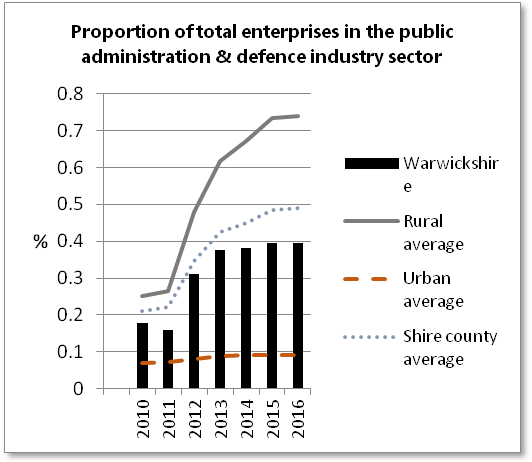 Proportion of total enterprises in the public
administration & defence industry sector
0.8
0.7
0.6
0.5
0.4
0.3
0.2
0.1
0
%
2010
2011
2012
2013
2014
2015
2016
Warwickshir
e
Rural
average
Urban
average
Shire county
average